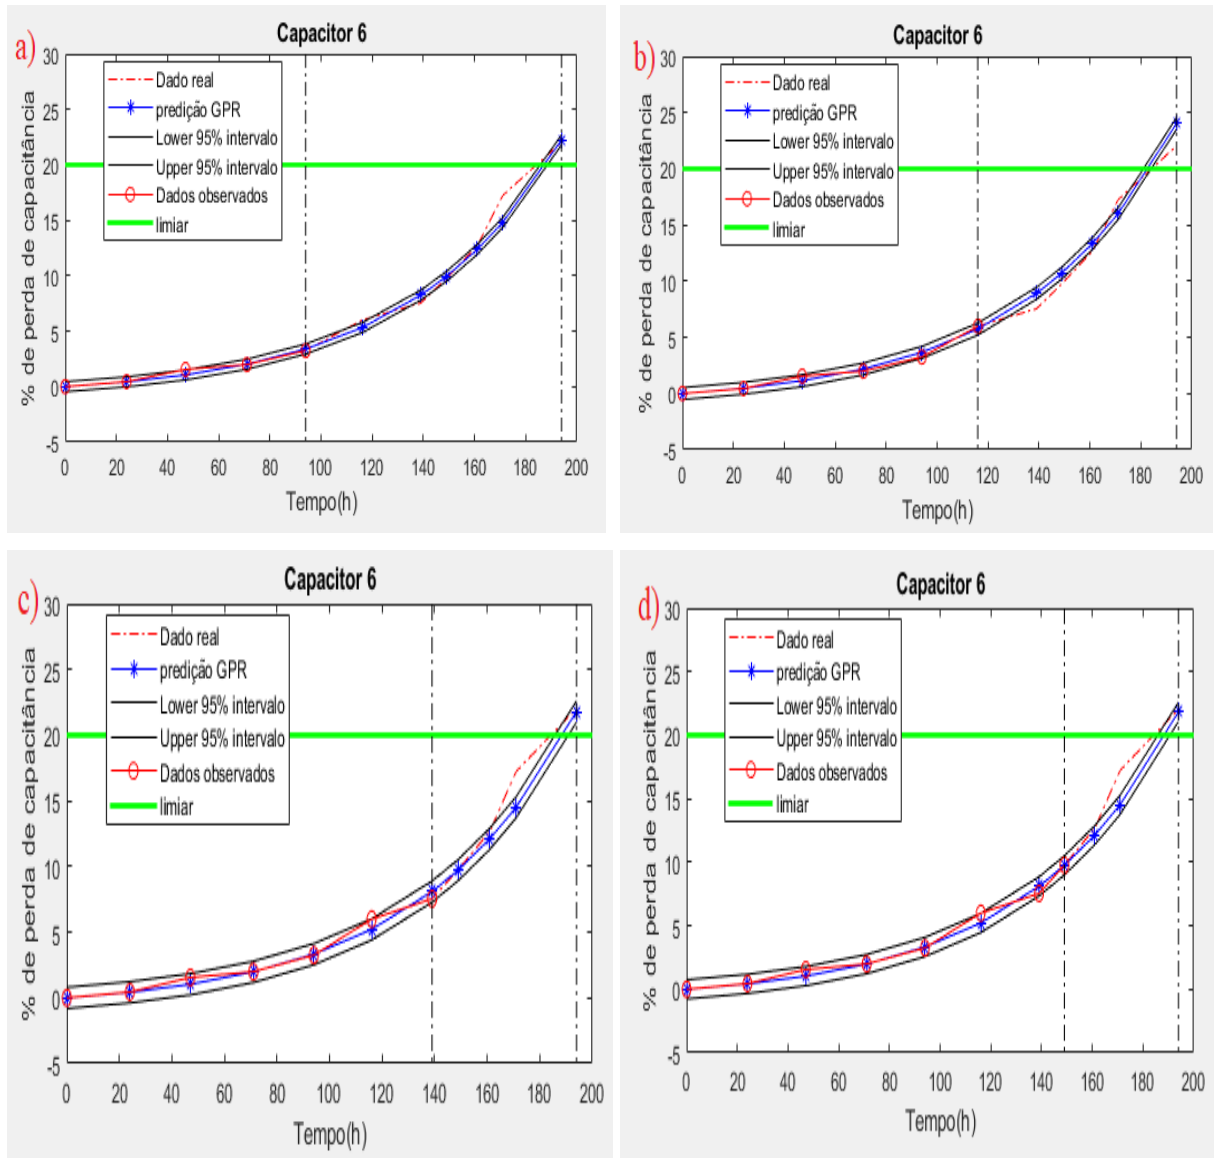 a)
Capacitor 6
30
25
20
15
10
5
0
-5
% de perda de capacitância
Dado real
predição GPR
Lower 95% intervalo
Upper 95% intervalo
Dados observados
limiar
0 20 40 60 80 100 120 140 160 180 200
Tempo(h)
b)
Capacitor 6
30
25
20
15
10
5
0
-5
% de perda de capacitância
Dado real
predição GPR
Lower 95% intervalo
Upper 95% intervalo
Dados observados
limiar
0 20 40 60 80 100 120 140 160 180 200
Tempo(h)
c)
Capacitor 6
30
25
20
15
10
5
0
-5
% de perda de capacitância
Dado real
predição GPR
Lower 95% intervalo
Upper 95% intervalo
Dados observados
limiar
0 20 40 60 80 100 120 140 160 180 200
Tempo(h)
d)
Capacitor 6
30
25
20
15
10
5
0
-5
% de perda de capacitância
Dado real
predição GPR
Lower 95% intervalo
Upper 95% intervalo
Dados observados
limiar
0 20 40 60 80 100 120 140 160 180 200
Tempo(h)